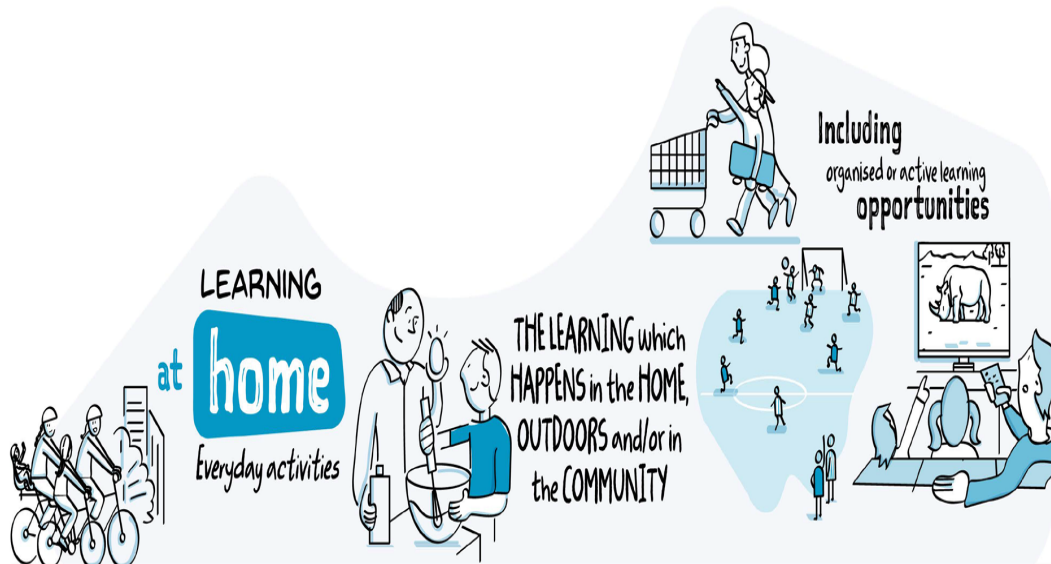 LEARNING
at home
Everyday activities
THE LEARNING which
HAPPENS in the HOME,
OUTDOORS and/or in
the COMMUNITY
Including
organised or active learning
opportunities